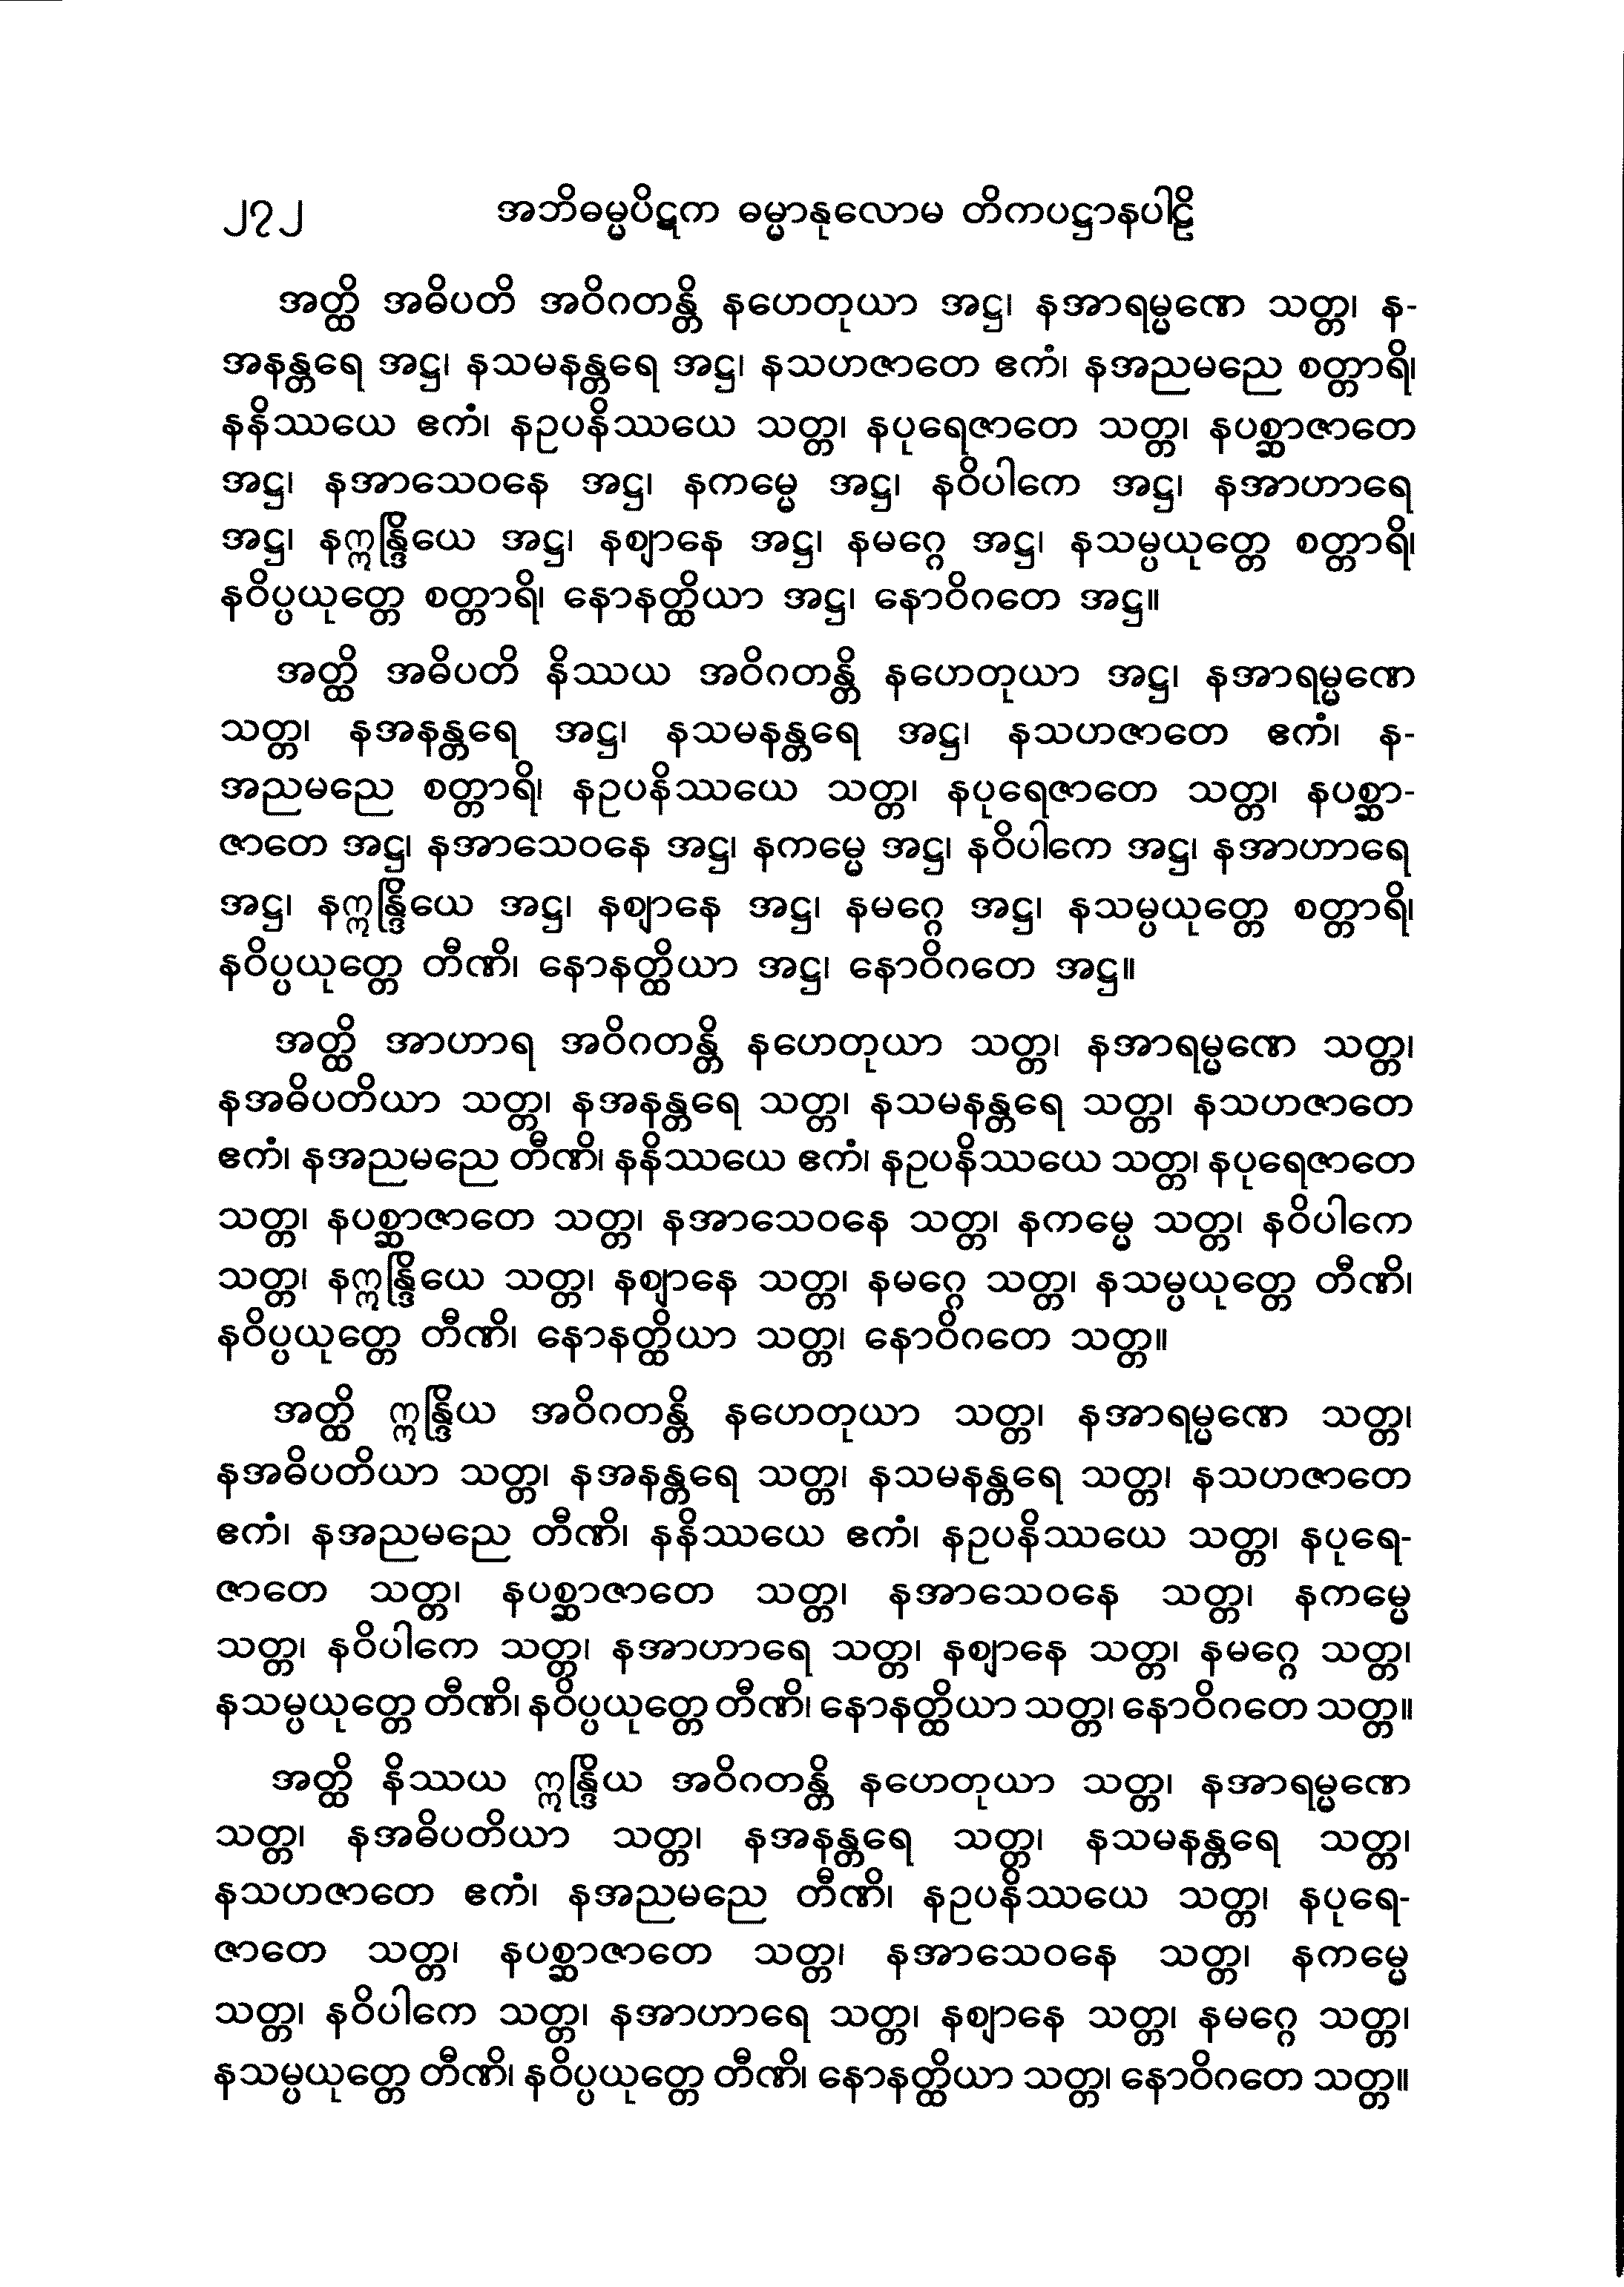 ၂၇၂ အဘိဓမ္မပိဋက ဓမ္မာနုလောမ တိကပဋ္ဌာနပါဠိ
အတ္ထိ အဓိပတိ အဝိဂတန္တိ နဟေတုယာ အဋ္ဌ၊ နအာရမ္မဏေ သတ္တ၊ န-
အနန္တရေ အဋ္ဌ၊ နသမနန္တရေ အဋ္ဌ၊ နသဟဇာတေ ဧကံ၊ နအညမညေ စတ္တာရိ၊
နနိဿယေ ဧကံ၊ နဥပနိဿယေ သတ္တ၊ နပုရေဇာတေ သတ္တ၊ နပစ္ဆာဇာတေ
အဋ္ဌ၊ နအာသေဝနေ အဋ္ဌ၊ နကမ္မေ အဋ္ဌ၊ နဝိပါကေ အဋ္ဌ၊ နအာဟာရေ
အဋ္ဌ၊ နဣန္ဒြိယေ အဋ္ဌ၊ နဈာနေ အဋ္ဌ၊ နမဂ္ဂေ အဋ္ဌ၊ နသမ္ပယုတ္တေ စတ္တာရိ၊
နဝိပ္ပယုတ္တေ စတ္တာရိ၊ နောနတ္ထိယာ အဋ္ဌ၊ နောဝိဂတေ အဋ္ဌ။
အတ္ထိ အဓိပတိ နိဿယ အဝိဂတန္တိ နဟေတုယာ အဋ္ဌ၊ နအာရမ္မဏေ
သတ္တ၊ နအနန္တရေ အဋ္ဌ၊ နသမနန္တရေ အဋ္ဌ၊ နသဟဇာတေ ဧကံ၊ န-
အညမညေ စတ္တာရိ၊ နဥပနိဿယေ သတ္တ၊ နပုရေဇာတေ သတ္တ၊ နပစ္ဆာ-
ဇာတေ အဋ္ဌ၊ နအာသေဝနေ အဋ္ဌ၊ နကမ္မေ အဋ္ဌ၊ နဝိပါကေ အဋ္ဌ၊ နအာဟာရေ
အဋ္ဌ၊ နဣန္ဒြိယေ အဋ္ဌ၊ နဈာနေ အဋ္ဌ၊ နမဂ္ဂေ အဋ္ဌ၊ နသမ္ပယုတ္တေ စတ္တာရိ၊
နဝိပ္ပယုတ္တေ တီဏိ၊ နောနတ္ထိယာ အဋ္ဌ၊ နောဝိဂတေ အဋ္ဌ။
အတ္ထိ အာဟာရ အဝိဂတန္တိ နဟေတုယာ သတ္တ၊ နအာရမ္မဏေ သတ္တ၊
နအဓိပတိယာ သတ္တ၊ နအနန္တရေ သတ္တ၊ နသမနန္တရေ သတ္တ၊ နသဟဇာတေ
ဧကံ၊ နအညမညေ တီဏိ၊ နနိဿယေ ဧကံ၊ နဥပနိဿယေ သတ္တ၊ နပုရေဇာတေ
သတ္တ၊ နပစ္ဆာဇာတေ သတ္တ၊ နအာသေဝနေ သတ္တ၊ နကမ္မေ သတ္တ၊ နဝိပါကေ
သတ္တ၊ နဣန္ဒြိယေ သတ္တ၊ နဈာနေ သတ္တ၊ နမဂ္ဂေ သတ္တ၊ နသမ္ပယုတ္တေ တီဏိ၊
နဝိပ္ပယုတ္တေ တီဏိ၊ နောနတ္ထိယာ သတ္တ၊ နောဝိဂတေ သတ္တ။
အတ္ထိ ဣန္ဒြိယ အဝိဂတန္တိ နဟေတုယာ သတ္တ၊ နအာရမ္မဏေ သတ္တ၊
နအဓိပတိယာ သတ္တ၊ နအနန္တရေ သတ္တ၊ နသမနန္တရေ သတ္တ၊ နသဟဇာတေ
ဧကံ၊ နအညမညေ တီဏိ၊ နနိဿယေ ဧကံ၊ နဥပနိဿယေ သတ္တ၊ နပုရေ-
ဇာတေ သတ္တ၊ နပစ္ဆာဇာတေ သတ္တ၊ နအာသေဝနေ သတ္တ၊ နကမ္မေ
သတ္တ၊ နဝိပါကေ သတ္တ၊ နအာဟာရေ သတ္တ၊ နဈာနေ သတ္တ၊ နမဂ္ဂေ သတ္တ၊
နသမ္ပယုတ္တေ တီဏိ၊ နဝိပ္ပယုတ္တေ တီဏိ၊ နောနတ္ထိယာ သတ္တ၊ နောဝိဂတေ သတ္တ။
အတ္ထိ နိဿယ ဣန္ဒြိယ အဝိဂတန္တိ နဟေတုယာ သတ္တ၊ နအာရမ္မဏေ
သတ္တ၊ နအဓိပတိယာ သတ္တ၊ နအနန္တရေ သတ္တ၊ နသမနန္တရေ သတ္တ၊
နသဟဇာတေ ဧကံ၊ နအညမညေ တီဏိ၊ နဥပနိဿယေ သတ္တ၊ နပုရေ-
ဇာတေ သတ္တ၊ နပစ္ဆာဇာတေ သတ္တ၊ နအာသေဝနေ သတ္တ၊ နကမ္မေ
သတ္တ၊ နဝိပါကေ သတ္တ၊ နအာဟာရေ သတ္တ၊ နဈာနေ သတ္တ၊ နမဂ္ဂေ သတ္တ၊
နသမ္ပယုတ္တေ တီဏိ၊ နဝိပ္ပယုတ္တေ တီဏိ၊ နောနတ္ထိယာ သတ္တ၊ နောဝိဂတေ သတ္တ။